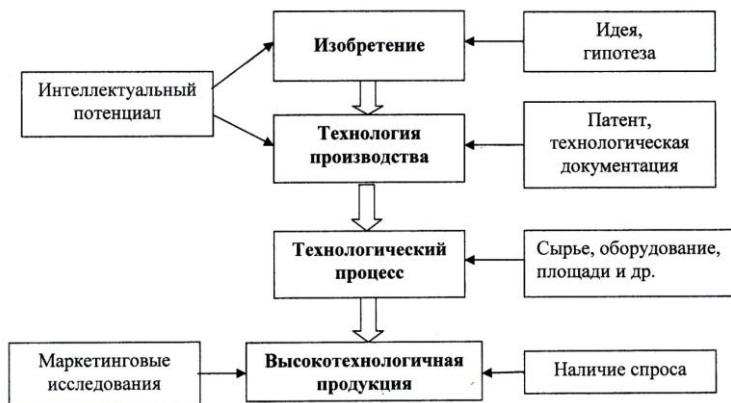 Изобретение
Идея,
гипотеза
Интеллектуальный
потенциал
Технология
производства
Патент,
технологическая
документация
Технологический
процесс
Сырье, оборудование,
площади и др.
Маркетинговые
исследования
Высокотехнологичная
продукция
Наличие спроса